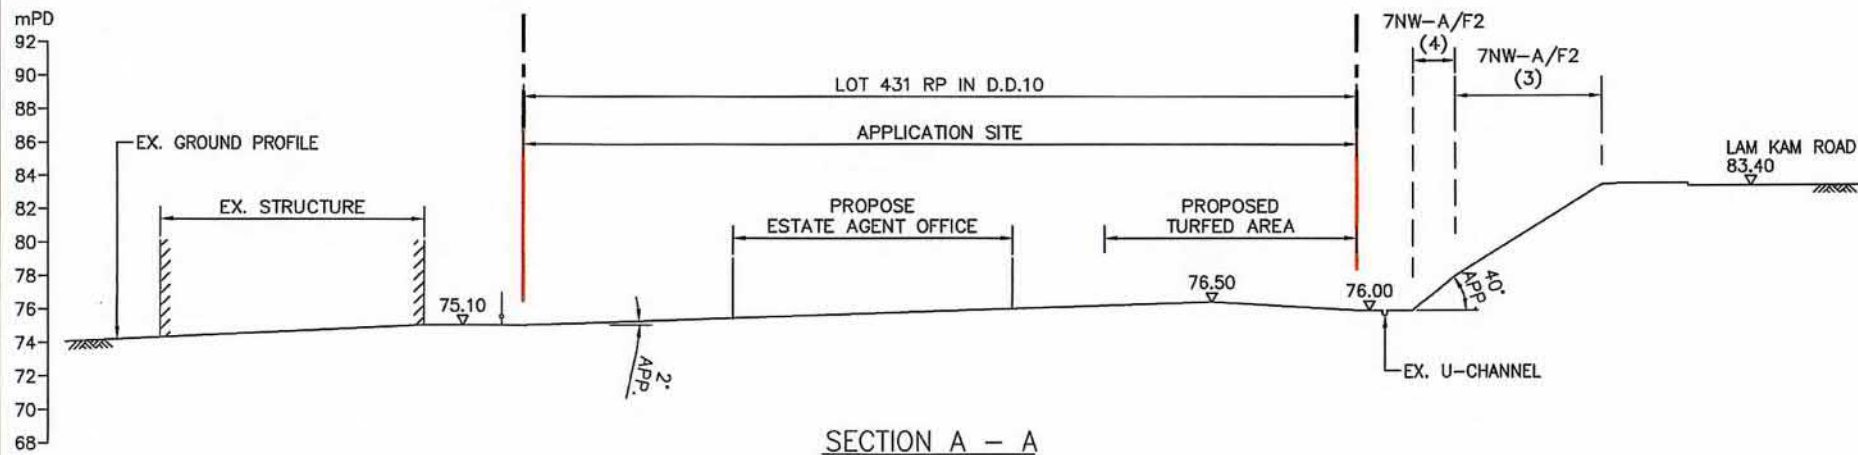 mPD
92
90
88
86
84
82
80
78
76
74
72
70
68
EX. GROUND PROFILE
EX. STRUCTURE
75.10
LOT 431 RP IN D.D.10
APPLICATION SITE
PROPOSE
ESTATE AGENT OFFICE
PROPOSED
TURFED AREA
2°
APP.
76.50
76.00
7NW-A/F2
(4)
7NW-A/F2
(3)
LAM KAM ROAD
83.40
40°
APP
EX. U-CHANNEL
SECTION A - A